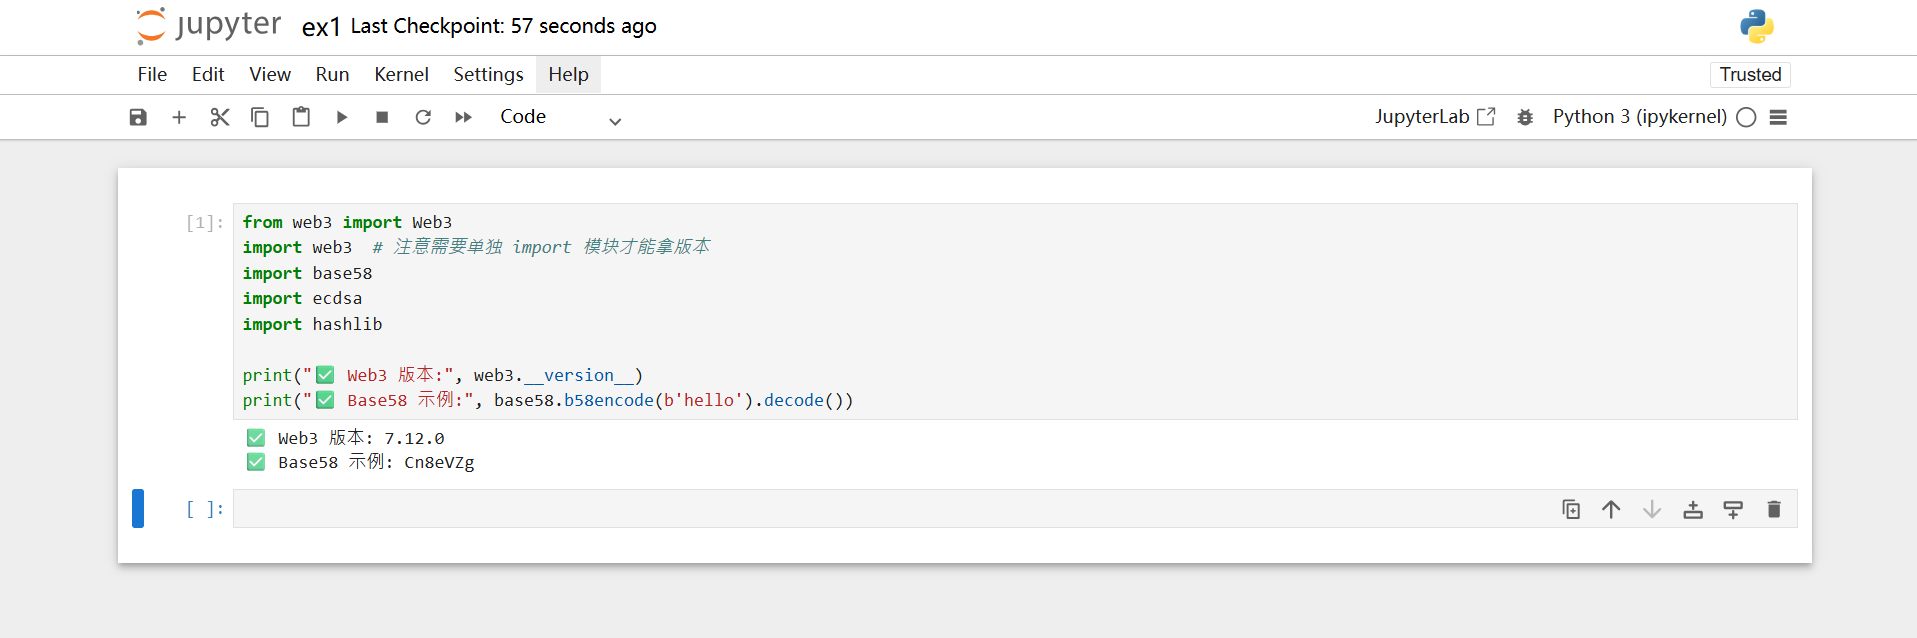 jupyter ex1 Last Checkpoint: 57 seconds ago
File Edit View Run Kernel Settings Help Trusted
Code JupyterLab Python 3 (ipykernel)
[1]: from web3 import Web3
import web3  # 注意需要单独 import 模块才能拿版本
import base58
import ecdsa
import hashlib
print("✅ Web3 版本:", web3.__version__)
print("✅ Base58 示例:", base58.b58encode(b'hello').decode())
✅ Web3 版本: 7.12.0
✅ Base58 示例: Cn8eVZg
[ ]: